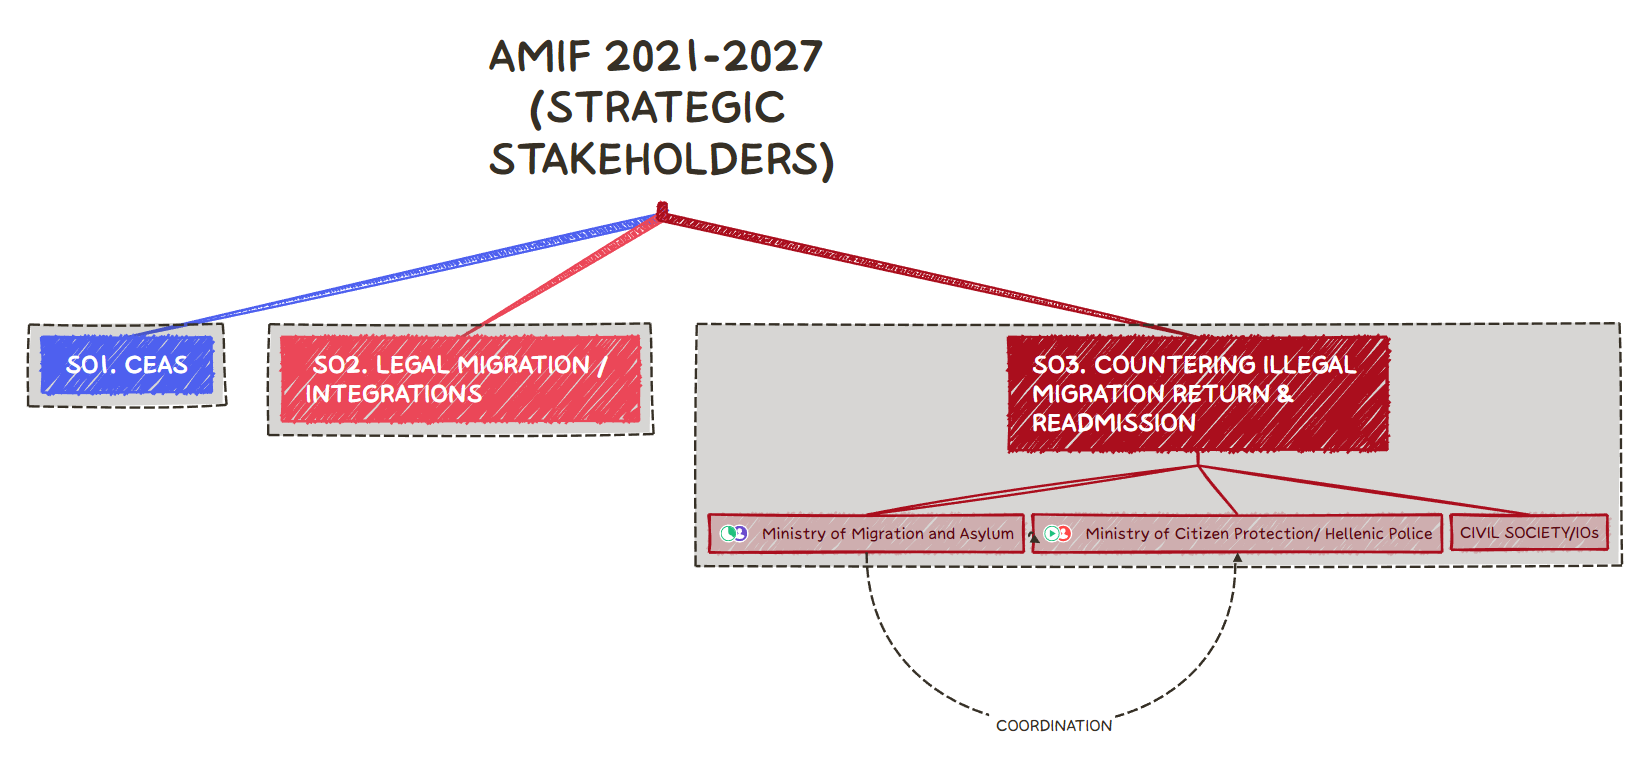 AMIF 2021-2027
(STRATEGIC
STAKEHOLDERS)
SO1. CEAS
SO2. LEGAL MIGRATION /
INTEGRATIONS
SO3. COUNTERING ILLEGAL
MIGRATION RETURN &
READMISSION
Ministry of Migration and Asylum
Ministry of Citizen Protection/ Hellenic Police
CIVIL SOCIETY/IOs
COORDINATION